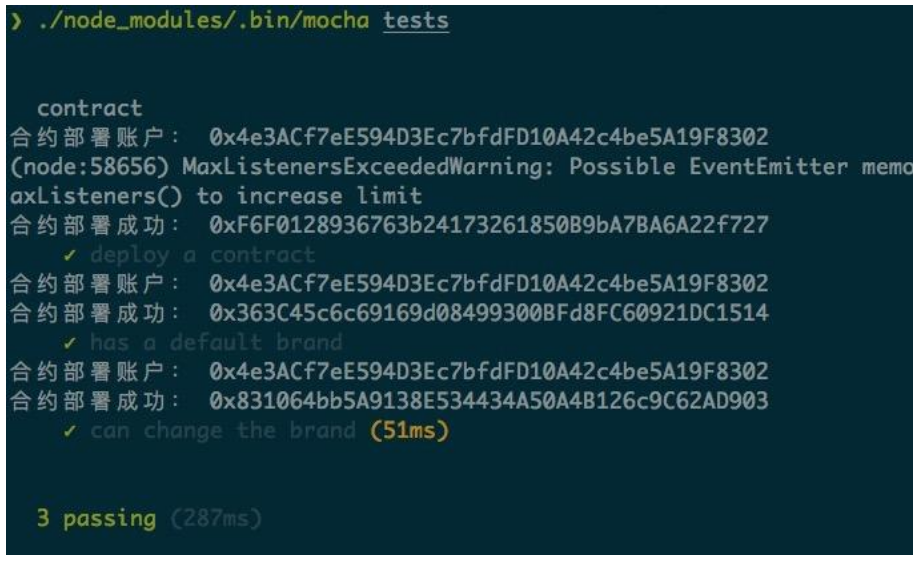 ❯ ./node_modules/.bin/mocha tests
contract
合约部署账户： 0x4e3ACf7eE594D3Ec7bfdFD10A42c4be5A19F8302
(node:58656) MaxListenersExceededWarning: Possible EventEmitter memo
axListeners() to increase limit
合约部署成功： 0xF6F0128936763b24173261850B9bA7BA6A22f727
✓ deploy a contract
合约部署账户： 0x4e3ACf7eE594D3Ec7bfdFD10A42c4be5A19F8302
合约部署成功： 0x363C45c6c69169d08499300BFd8FC60921DC1514
✓ has a default brand
合约部署账户： 0x4e3ACf7eE594D3Ec7bfdFD10A42c4be5A19F8302
合约部署成功： 0x831064bb5A9138E534434A50A4B126c9C62AD903
✓ can change the brand (51ms)
3 passing (287ms)